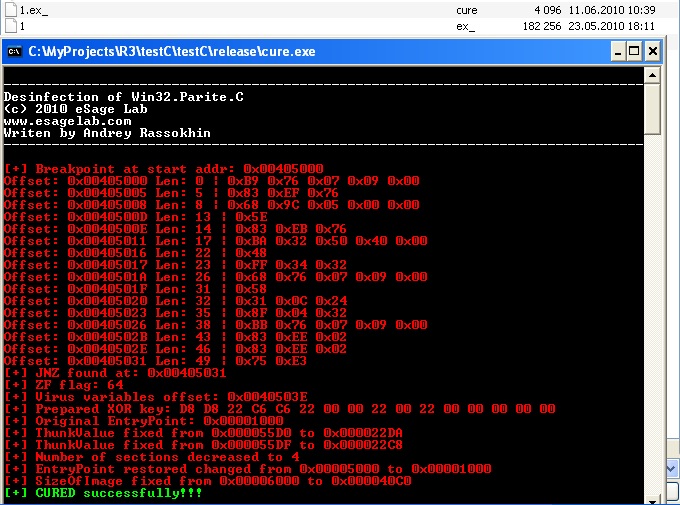 1.ex_ cure 4 096 11.06.2010 10:39
1 ex_ 182 256 23.05.2010 18:11
C:\MyProjects\R3\testC\testC\release\cure.exe
Desinfection of Win32.Parite.C
(c) 2010 eSage Lab
www.esagelab.com
Writen by Andrey Rassokhin
[+] Breakpoint at start addr: 0x00405000
Offset: 0x00405000 Len: 0 | 0xB9 0x76 0x07 0x09 0x00
Offset: 0x00405005 Len: 5 | 0x83 0xEF 0x76
Offset: 0x00405008 Len: 8 | 0x68 0x9C 0x05 0x00 0x00
Offset: 0x0040500D Len: 13 | 0x5E
Offset: 0x0040500E Len: 14 | 0x83 0xEB 0x76
Offset: 0x00405011 Len: 17 | 0xBA 0x32 0x50 0x40 0x00
Offset: 0x00405016 Len: 22 | 0x48
Offset: 0x00405017 Len: 23 | 0xFF 0x34 0x32
Offset: 0x0040501A Len: 26 | 0x68 0x76 0x07 0x09 0x00
Offset: 0x0040501F Len: 31 | 0x58
Offset: 0x00405020 Len: 32 | 0x31 0x0C 0x24
Offset: 0x00405023 Len: 35 | 0x8F 0x04 0x32
Offset: 0x00405026 Len: 38 | 0xBB 0x76 0x07 0x09 0x00
Offset: 0x0040502B Len: 43 | 0x83 0xEE 0x02
Offset: 0x0040502E Len: 46 | 0x83 0xEE 0x02
Offset: 0x00405031 Len: 49 | 0x75 0xE3
[+] JNZ found at: 0x00405031
[+] ZF flag: 64
[+] Virus variables offset: 0x0040503E
[+] Prepared XOR key: D8 D8 22 C6 C6 22 00 00 22 00 22 00 00 00 00 00
[+] Original EntryPoint: 0x00001000
[+] ThunkValue fixed from 0x000055D0 to 0x000022DA
[+] ThunkValue fixed from 0x000055DF to 0x000022C8
[+] Number of sections decreased to 4
[+] EntryPoint restored changed from 0x00005000 to 0x00001000
[+] SizeOfImage fixed from 0x00006000 to 0x000040C0
[+] CURED successfully!!!